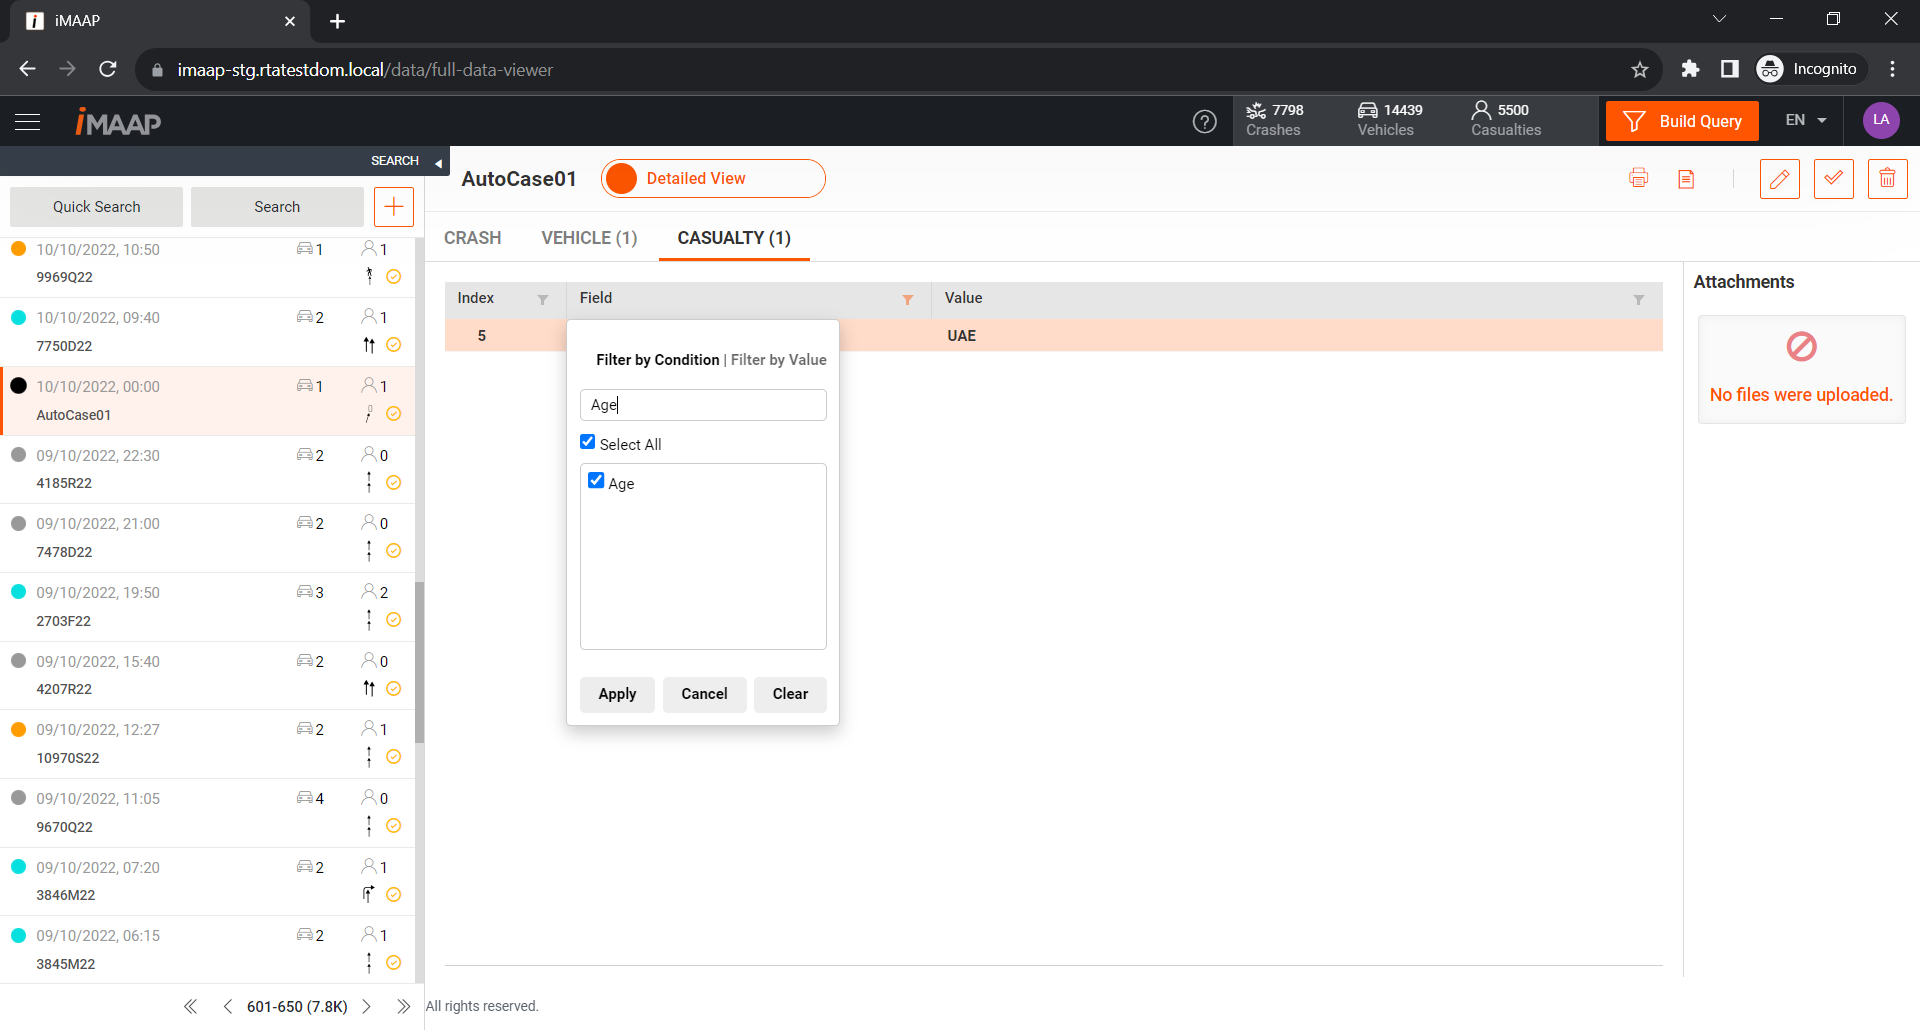 iMAAP
imaap-stg.rtatestdom.local/data/full-data-viewer
Incognito
iMAAP
7798
Crashes
14439
Vehicles
5500
Casualties
Build Query
EN
LA
SEARCH
Quick Search
Search
10/10/2022, 10:50 1 1
9969Q22
10/10/2022, 09:40 2 1
7750D22
10/10/2022, 00:00 1 1
AutoCase01
09/10/2022, 22:30 2 0
4185R22
09/10/2022, 21:00 2 0
7478D22
09/10/2022, 19:50 3 2
2703F22
09/10/2022, 15:40 2 0
4207R22
09/10/2022, 12:27 2 1
10970S22
09/10/2022, 11:05 4 0
9670Q22
09/10/2022, 07:20 2 1
3846M22
09/10/2022, 06:15 2 1
3845M22
601-650 (7.8K)
AutoCase01
Detailed View
CRASH VEHICLE (1) CASUALTY (1)
Index Field Value
5 UAE
Filter by Condition | Filter by Value
Age
Select All
Age
Apply Cancel Clear
Attachments
No files were uploaded.
All rights reserved.